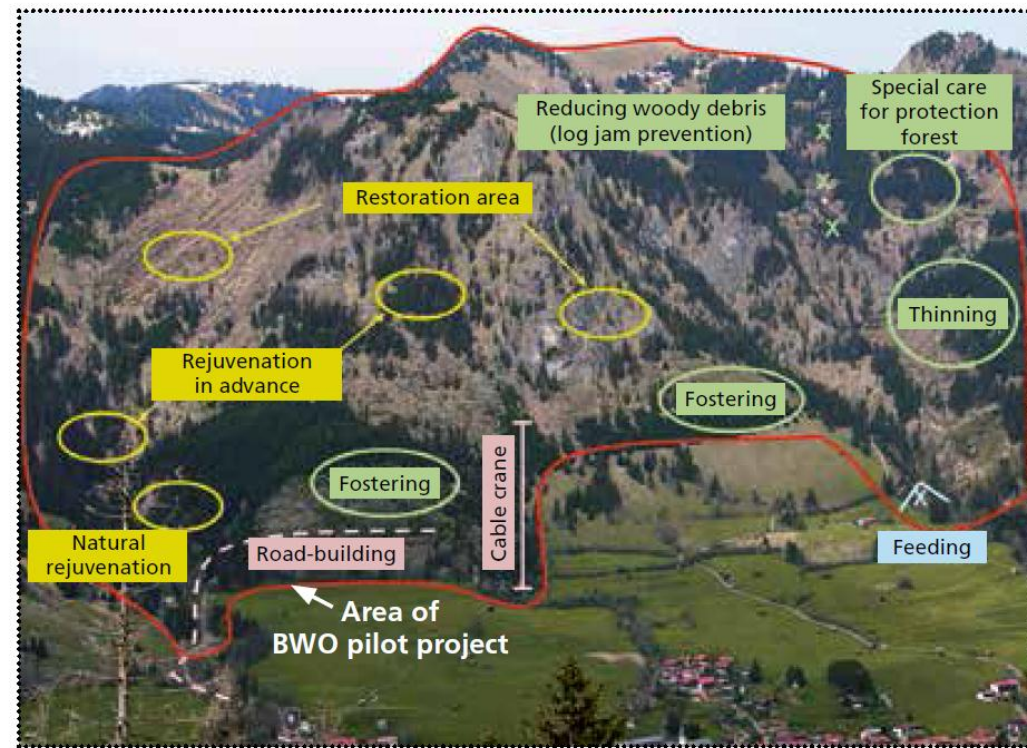 Reducing woody debris
(log jam prevention)
Special care
for protection
forest
Restoration area
Thinning
Rejuvenation
in advance
Fostering
Fostering
Cable crane
Natural
rejuvenation
Road-building
Feeding
Area of
BWO pilot project